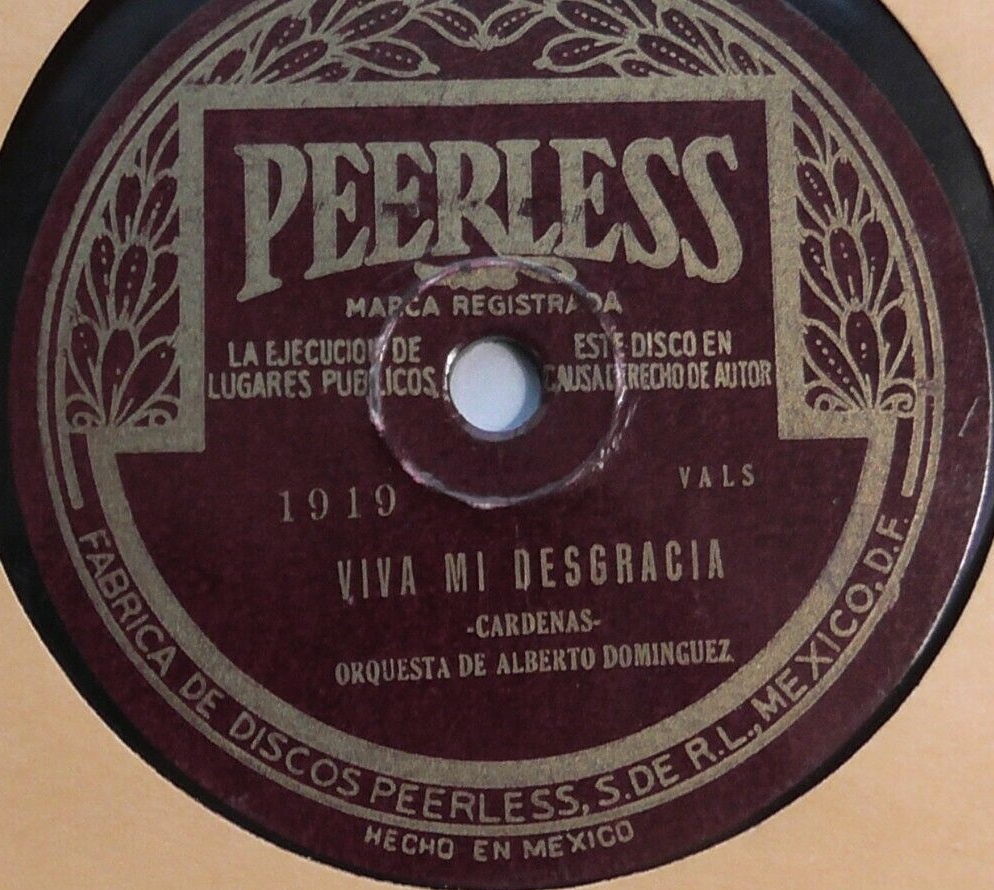 PEERLESS
MARCA REGISTRADA
LA EJECUCION DE ESTE DISCO EN
LUGARES PUBLICOS, CAUSA DERECHO DE AUTOR
VALS
1919
VIVA MI DESGRACIA
-CARDENAS-
ORQUESTA DE ALBERTO DOMINGUEZ
FABRICA DE DISCOS PEERLESS, S. DE R.L., MEXICO, D.F.
HECHO EN MEXICO